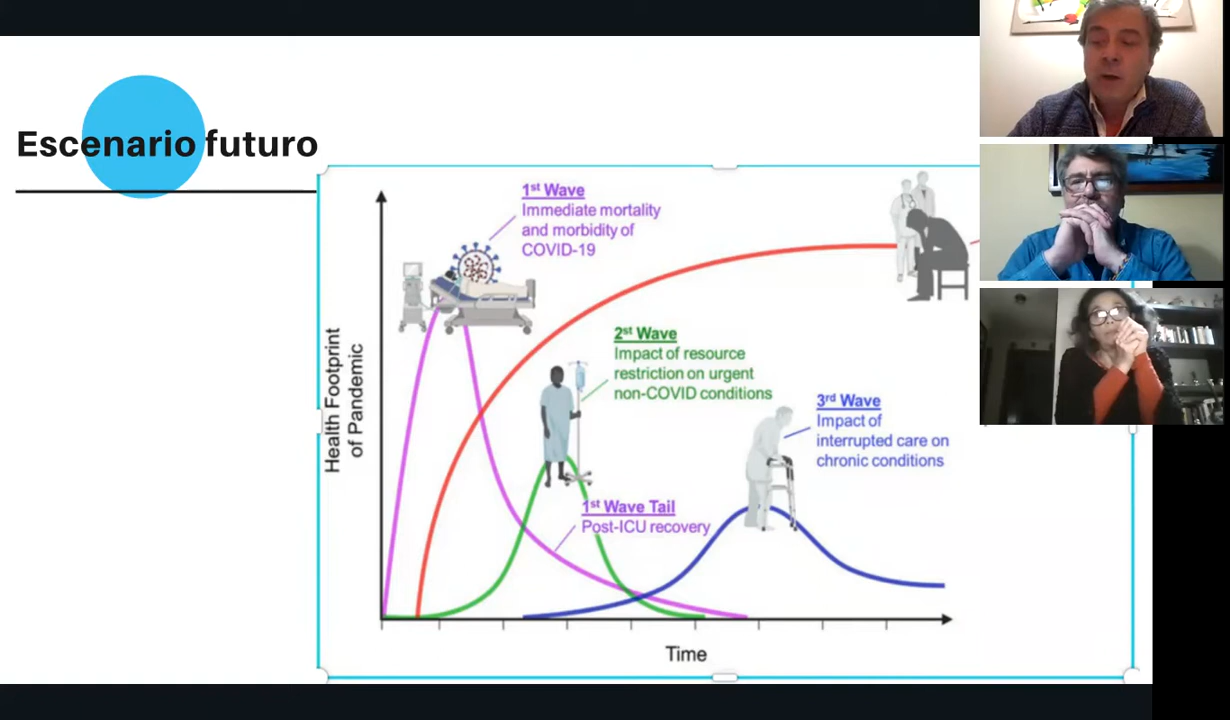 Escenario futuro
1st Wave
Immediate mortality
and morbidity of
COVID-19
2st Wave
Impact of resource
restriction on urgent
non-COVID conditions
3rd Wave
Impact of
interrupted care on
chronic conditions
1st Wave Tail
Post-ICU recovery
Health Footprint
of Pandemic
Time